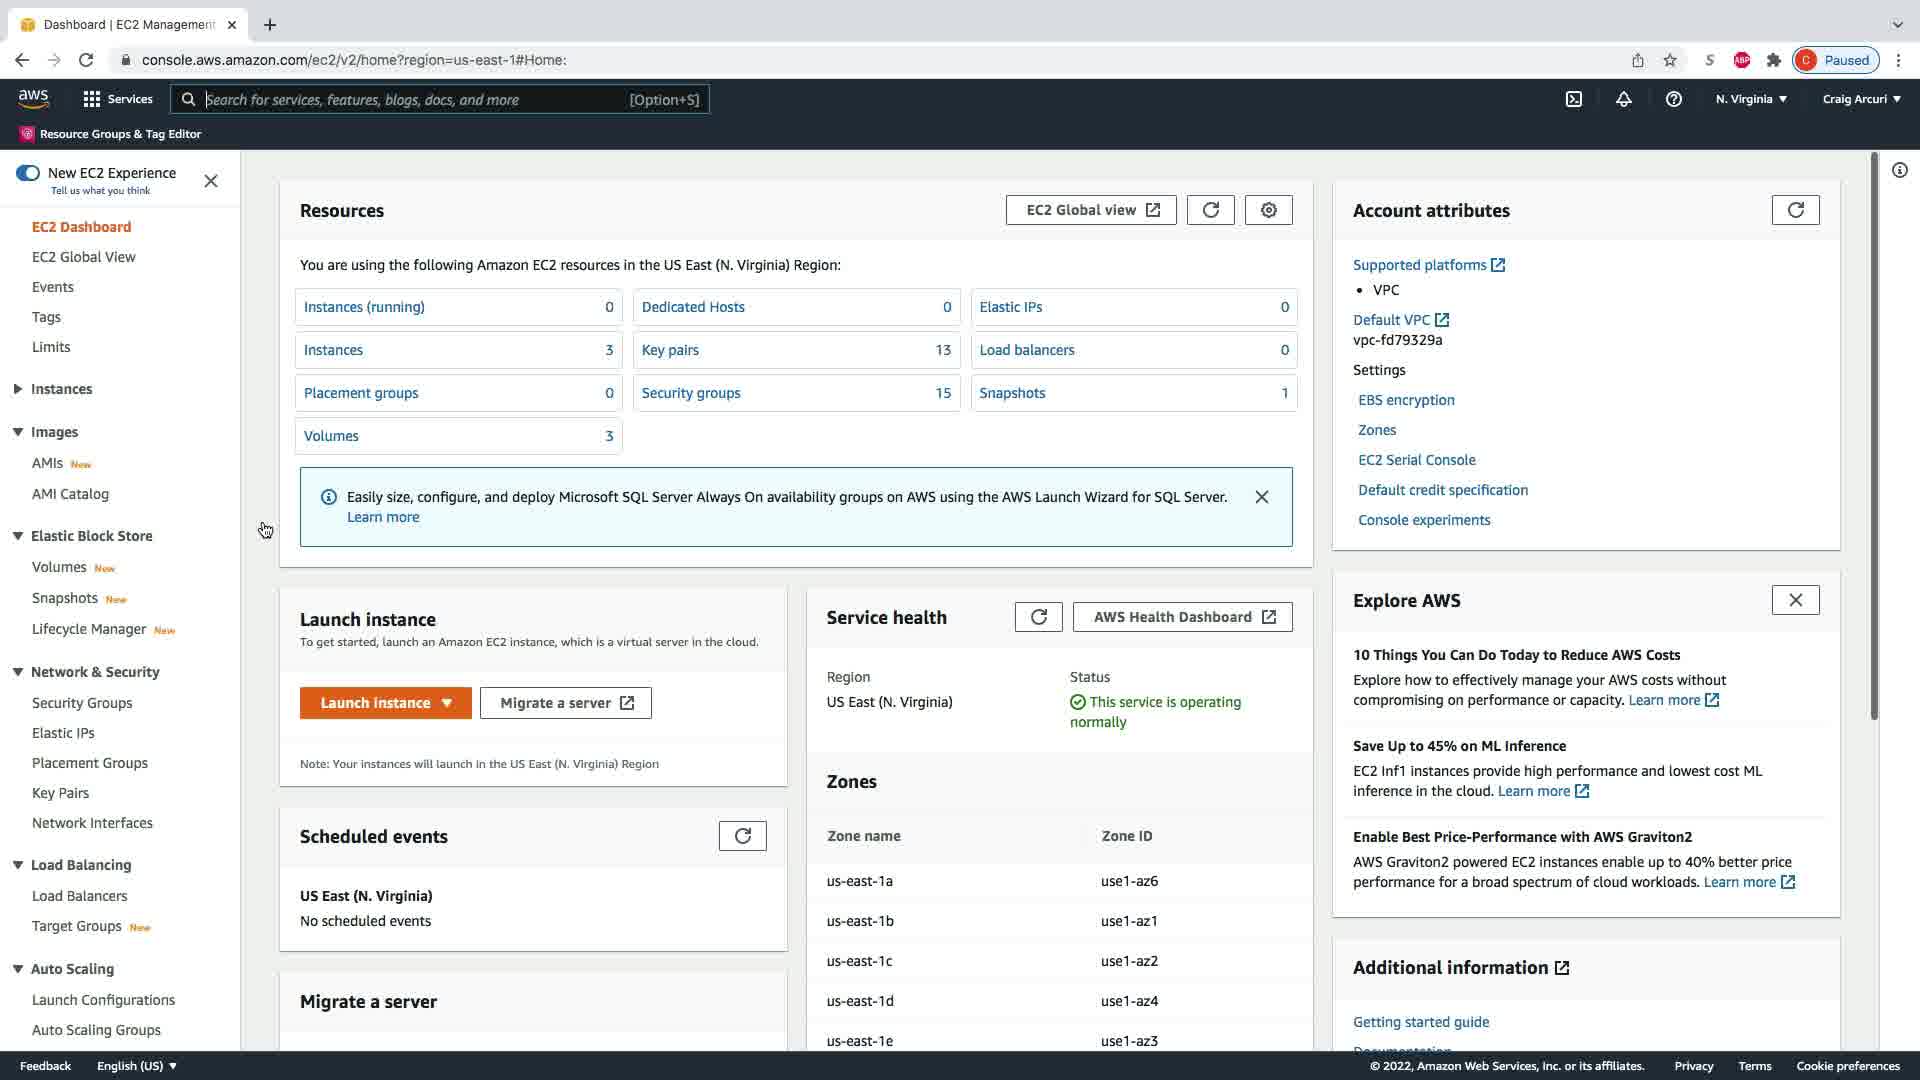 Dashboard | EC2 Management
console.aws.amazon.com/ec2/v2/home?region=us-east-1#Home:
S
ABP
C Paused
aws
Services
Search for services, features, blogs, docs, and more [Option+S]
N. Virginia
Craig Arcuri
Resource Groups & Tag Editor
New EC2 Experience
Tell us what you think
EC2 Dashboard
EC2 Global View
Events
Tags
Limits
Instances
Images
AMIs New
AMI Catalog
Elastic Block Store
Volumes New
Snapshots New
Lifecycle Manager New
Network & Security
Security Groups
Elastic IPs
Placement Groups
Key Pairs
Network Interfaces
Load Balancing
Load Balancers
Target Groups New
Auto Scaling
Launch Configurations
Auto Scaling Groups
Resources
EC2 Global view
You are using the following Amazon EC2 resources in the US East (N. Virginia) Region:
Instances (running) 0
Dedicated Hosts 0
Elastic IPs 0
Instances 3
Key pairs 13
Load balancers 0
Placement groups 0
Security groups 15
Snapshots 1
Volumes 3
Easily size, configure, and deploy Microsoft SQL Server Always On availability groups on AWS using the AWS Launch Wizard for SQL Server.
Learn more
Launch instance
To get started, launch an Amazon EC2 instance, which is a virtual server in the cloud.
Launch instance
Migrate a server
Note: Your instances will launch in the US East (N. Virginia) Region
Scheduled events
US East (N. Virginia)
No scheduled events
Migrate a server
Service health
AWS Health Dashboard
Region
US East (N. Virginia)
Status
This service is operating
normally
Zones
Zone name Zone ID
us-east-1a use1-az6
us-east-1b use1-az1
us-east-1c use1-az2
us-east-1d use1-az4
us-east-1e use1-az3
Account attributes
Supported platforms
• VPC
Default VPC
vpc-fd79329a
Settings
EBS encryption
Zones
EC2 Serial Console
Default credit specification
Console experiments
Explore AWS
10 Things You Can Do Today to Reduce AWS Costs
Explore how to effectively manage your AWS costs without
compromising on performance or capacity. Learn more
Save Up to 45% on ML Inference
EC2 Inf1 instances provide high performance and lowest cost ML
inference in the cloud. Learn more
Enable Best Price-Performance with AWS Graviton2
AWS Graviton2 powered EC2 instances enable up to 40% better price
performance for a broad spectrum of cloud workloads. Learn more
Additional information
Getting started guide
Documentation
Feedback
English (US)
© 2022, Amazon Web Services, Inc. or its affiliates.
Privacy
Terms
Cookie preferences